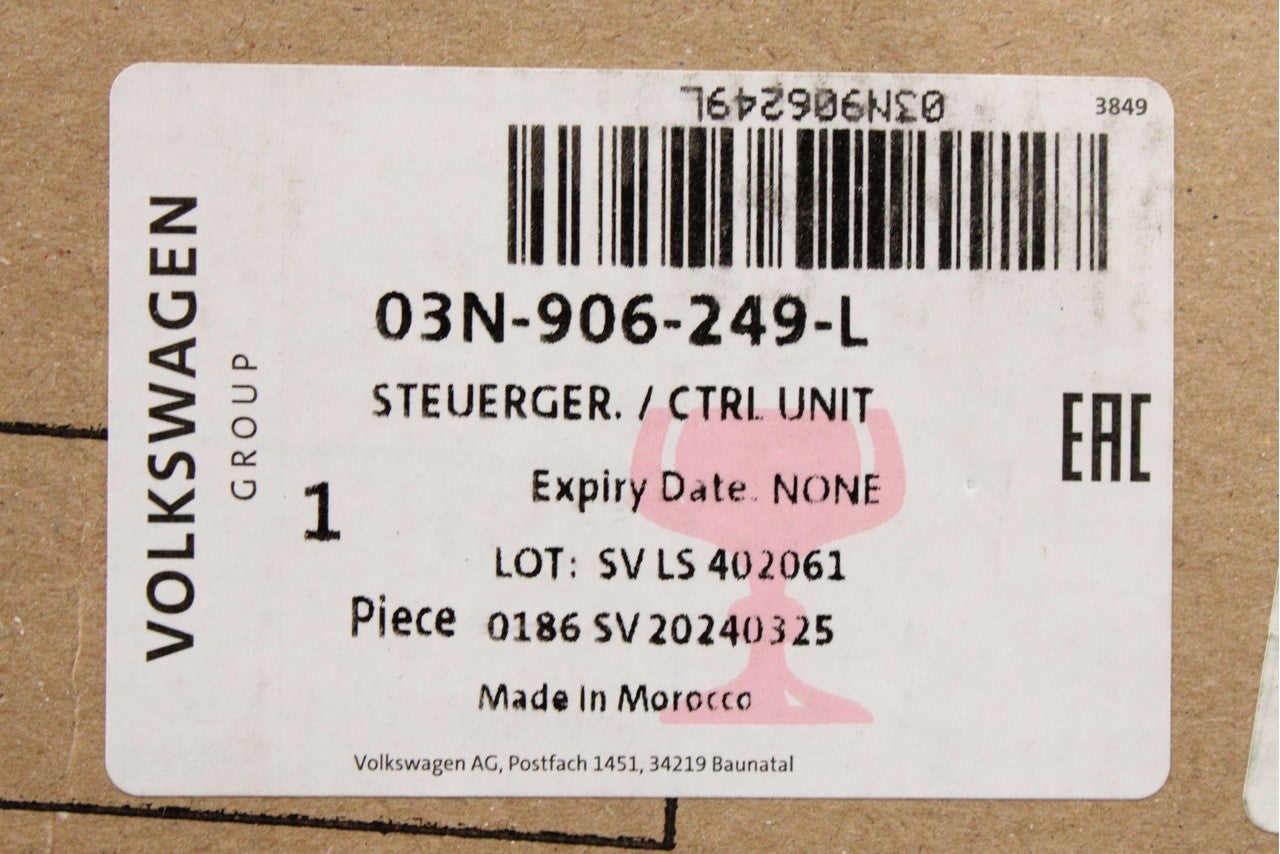 03N906249L
3849
VOLKSWAGEN
GROUP
03N-906-249-L
STEUERGER. / CTRL UNIT
EAC
Expiry Date: NONE
1
LOT: SV LS 402061
Piece 0186 SV 20240325
Made In Morocco
Volkswagen AG, Postfach 1451, 34219 Baunatal